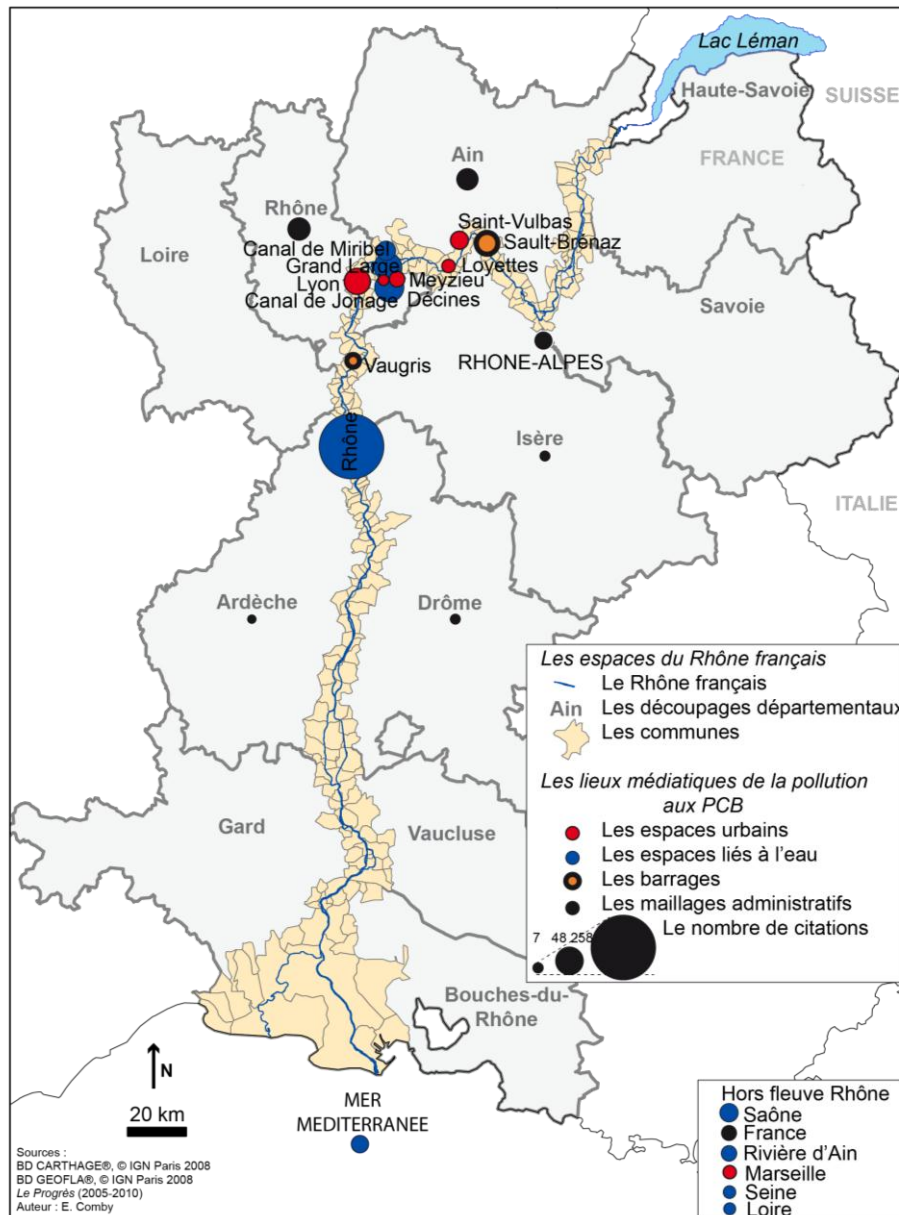 Lac Léman
Haute-Savoie
SUISSE
Ain
FRANCE
Rhône
Saint-Vulbas
Loire
Canal de Miribel
Sault-Brénaz
Grand Large
Loyettes
Lyon
Meyzieu
Canal de Jonage
Décines
Savoie
Vaugris
RHONE-ALPES
Rhône
Isère
ITALIE
Ardèche
Drôme
Les espaces du Rhône français
Le Rhône français
Ain Les découpages départementaux
Les communes
Les lieux médiatiques de la pollution
aux PCB
Les espaces urbains
Les espaces liés à l'eau
Les barrages
Les maillages administratifs
Le nombre de citations
7 48 258
Gard
Vaucluse
Bouches-du-
Rhône
N
20 km
MER
MEDITERRANEE
Hors fleuve Rhône
Saône
France
Rivière d'Ain
Marseille
Seine
Loire
Sources :
BD CARTHAGE®, © IGN Paris 2008
BD GEOFLA®, © IGN Paris 2008
Le Progrès (2005-2010)
Auteur : E. Comby